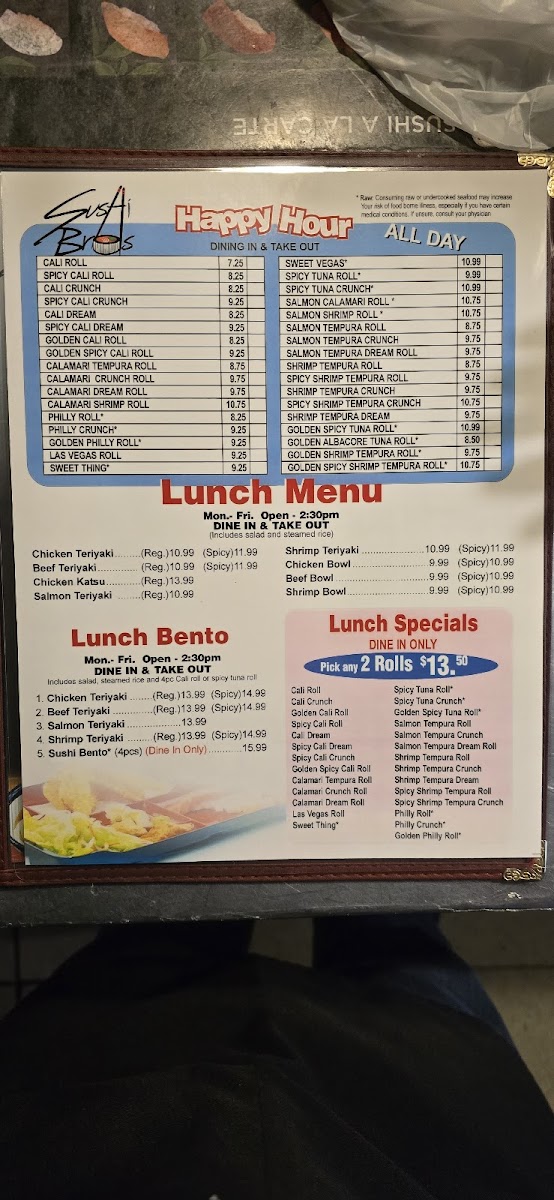 SUSHI A LA CARTE
Sushi
Bros
* Raw: Consuming raw or undercooked seafood may increase
Your risk of food borne illness, especially if you have certain
medical conditions. If unsure, consult your physician
Happy Hour
ALL DAY
DINING IN & TAKE OUT
CALI ROLL 7.25
SPICY CALI ROLL 8.25
CALI CRUNCH 8.25
SPICY CALI CRUNCH 9.25
CALI DREAM 8.25
SPICY CALI DREAM 9.25
GOLDEN CALI ROLL 8.25
GOLDEN SPICY CALI ROLL 9.25
CALAMARI TEMPURA ROLL 8.75
CALAMARI CRUNCH ROLL 9.75
CALAMARI DREAM ROLL 9.75
CALAMARI SHRIMP ROLL 10.75
PHILLY ROLL* 8.25
PHILLY CRUNCH* 9.25
GOLDEN PHILLY ROLL* 9.25
LAS VEGAS ROLL 9.25
SWEET THING* 9.25
SWEET VEGAS* 10.99
SPICY TUNA ROLL* 9.99
SPICY TUNA CRUNCH* 10.99
SALMON CALAMARI ROLL * 10.75
SALMON SHRIMP ROLL * 10.75
SALMON TEMPURA ROLL 8.75
SALMON TEMPURA CRUNCH 9.75
SALMON TEMPURA DREAM ROLL 9.75
SHRIMP TEMPURA ROLL 8.75
SPICY SHRIMP TEMPURA ROLL 9.75
SHRIMP TEMPURA CRUNCH 9.75
SPICY SHRIMP TEMPURA CRUNCH 10.75
SHRIMP TEMPURA DREAM 9.75
GOLDEN SPICY TUNA ROLL* 10.99
GOLDEN ALBACORE TUNA ROLL* 8.50
GOLDEN SHRIMP TEMPURA ROLL* 9.75
GOLDEN SPICY SHRIMP TEMPURA ROLL* 10.75
Lunch Menu
Mon.- Fri. Open - 2:30pm
DINE IN & TAKE OUT
(Includes salad and steamed rice)
Chicken Teriyaki........(Reg.)10.99 (Spicy)11.99
Beef Teriyaki............(Reg.)10.99 (Spicy)11.99
Chicken Katsu..........(Reg.)13.99
Salmon Teriyaki .......(Reg.)10.99
Shrimp Teriyaki ................10.99 (Spicy)11.99
Chicken Bowl ................... 9.99 (Spicy)10.99
Beef Bowl ......................... 9.99 (Spicy)10.99
Shrimp Bowl..................... 9.99 (Spicy)10.99
Lunch Bento
Mon.- Fri. Open - 2:30pm
DINE IN & TAKE OUT
Includes salad, steamed rice and 4pc Cali roll or spicy tuna roll
1. Chicken Teriyaki .......(Reg.)13.99 (Spicy)14.99
2. Beef Teriyaki............(Reg.)13.99 (Spicy)14.99
3. Salmon Teriyaki.................13.99
4. Shrimp Teriyaki .......(Reg.)13.99 (Spicy)14.99
5. Sushi Bento* (4pcs) (Dine In Only)...........15.99
Lunch Specials
DINE IN ONLY
Pick any 2 Rolls $13.50
Cali Roll
Cali Crunch
Golden Cali Roll
Spicy Cali Roll
Cali Dream
Spicy Cali Dream
Spicy Cali Crunch
Golden Spicy Cali Roll
Calamari Tempura Roll
Calamari Crunch Roll
Calamari Dream Roll
Las Vegas Roll
Sweet Thing*
Spicy Tuna Roll*
Spicy Tuna Crunch*
Golden Spicy Tuna Roll*
Salmon Tempura Roll
Salmon Tempura Crunch
Salmon Tempura Dream Roll
Shrimp Tempura Roll
Shrimp Tempura Crunch
Shrimp Tempura Dream
Spicy Shrimp Tempura Roll
Spicy Shrimp Tempura Crunch
Philly Roll*
Philly Crunch*
Golden Philly Roll*